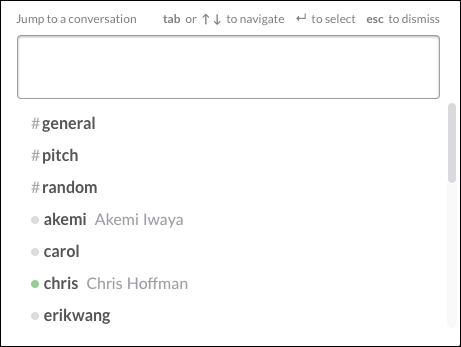 Jump to a conversation tab or ↑↓ to navigate ↵ to select esc to dismiss
#general
#pitch
#random
akemi Akemi Iwaya
carol
chris Chris Hoffman
erikwang